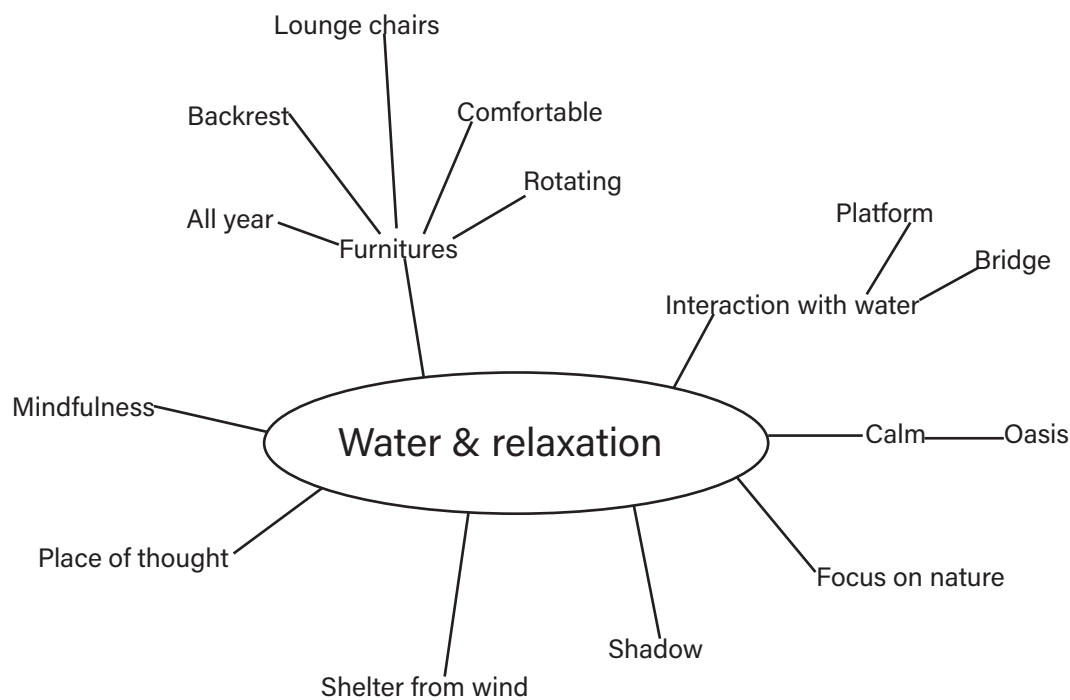 Lounge chairs
Backrest
Comfortable
Rotating
All year
Furnitures
Platform
Bridge
Interaction with water
Mindfulness
Water & relaxation
Calm
Oasis
Place of thought
Focus on nature
Shadow
Shelter from wind